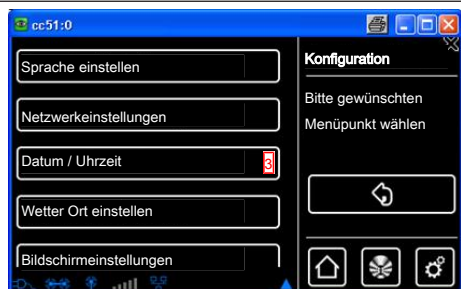 cc51:0
Sprache einstellen
Netzwerkeinstellungen
Datum / Uhrzeit
3
Wetter Ort einstellen
Bildschirmeinstellungen
Konfiguration
Bitte gewünschten
Menüpunkt wählen